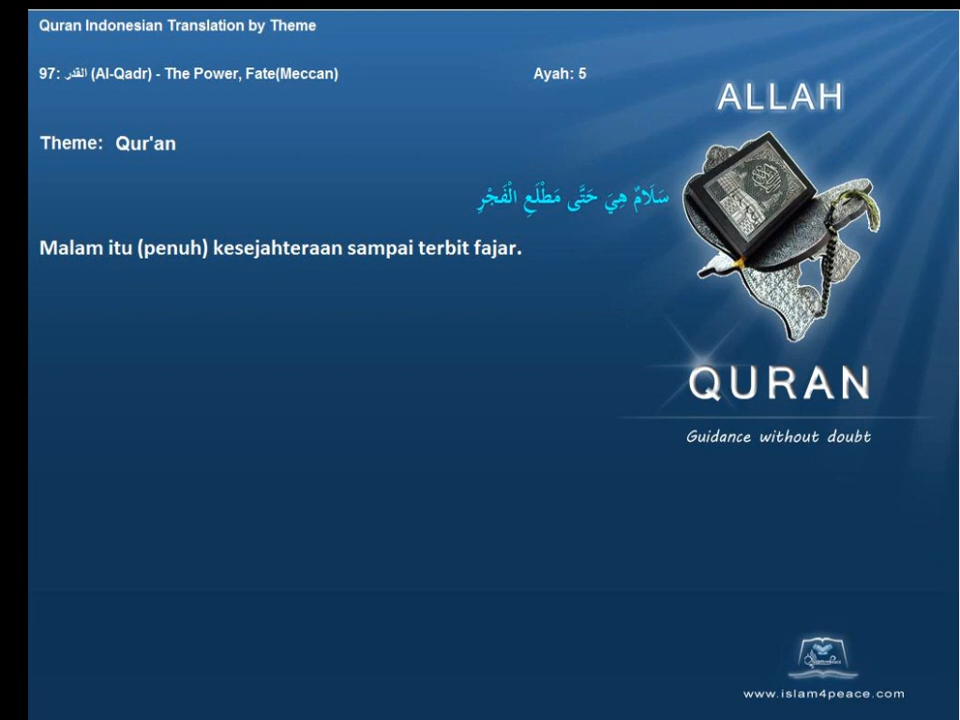 Quran Indonesian Translation by Theme
97: القدر (Al-Qadr) - The Power, Fate(Meccan) Ayah: 5
ALLAH
Theme: Qur'an
سَلَامٌ هِيَ حَتَّى مَطْلَعِ الْفَجْرِ
Malam itu (penuh) kesejahteraan sampai terbit fajar.
QURAN
Guidance without doubt
www.islam4peace.com